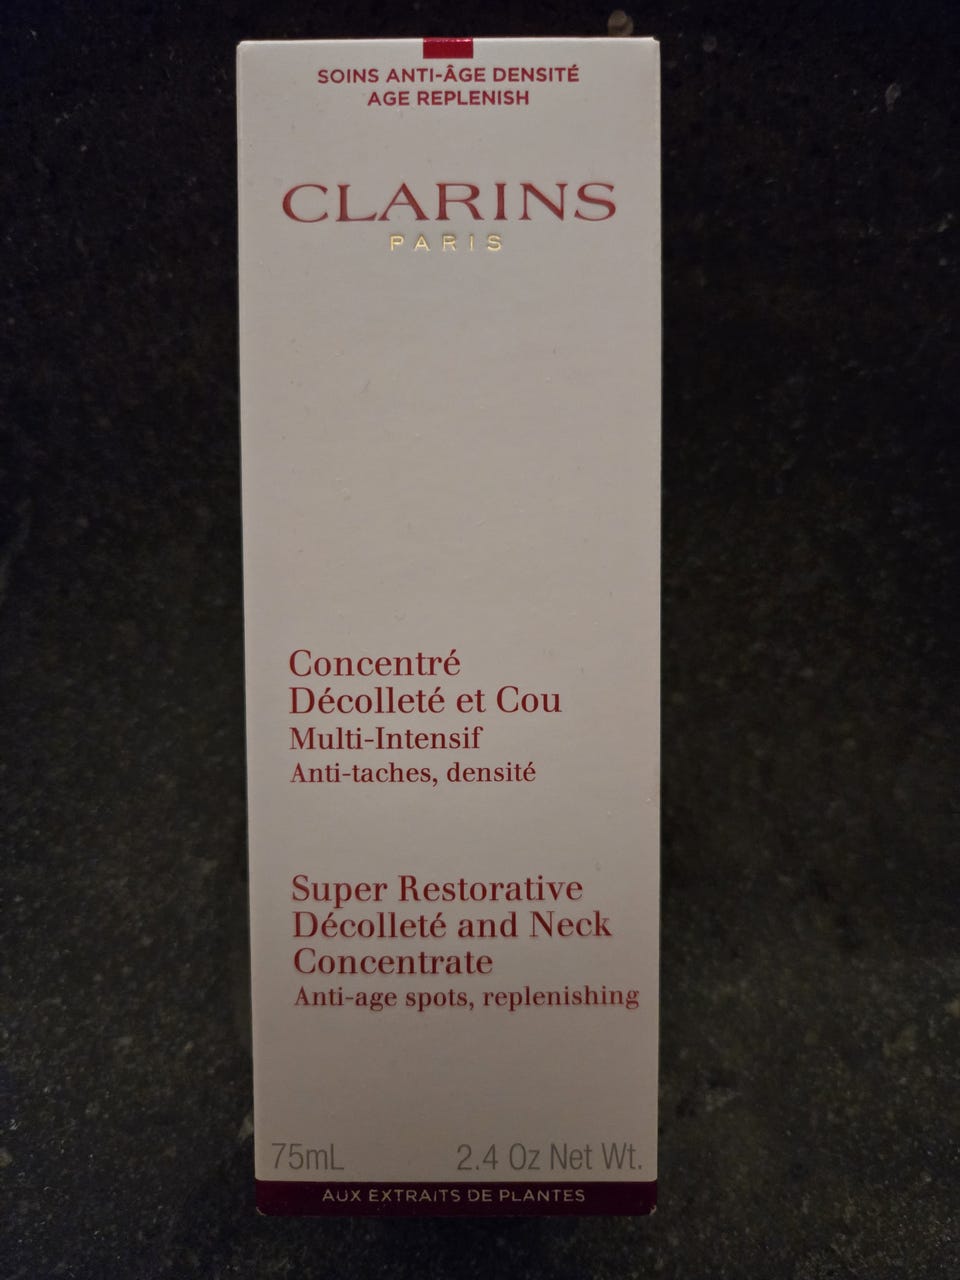 SOINS ANTI-ÂGE DENSITÉ
AGE REPLENISH
CLARINS
PARIS
Concentré
Décolleté et Cou
Multi-Intensif
Anti-taches, densité
Super Restorative
Décolleté and Neck
Concentrate
Anti-age spots, replenishing
75mL 2.4 Oz Net Wt.
AUX EXTRAITS DE PLANTES